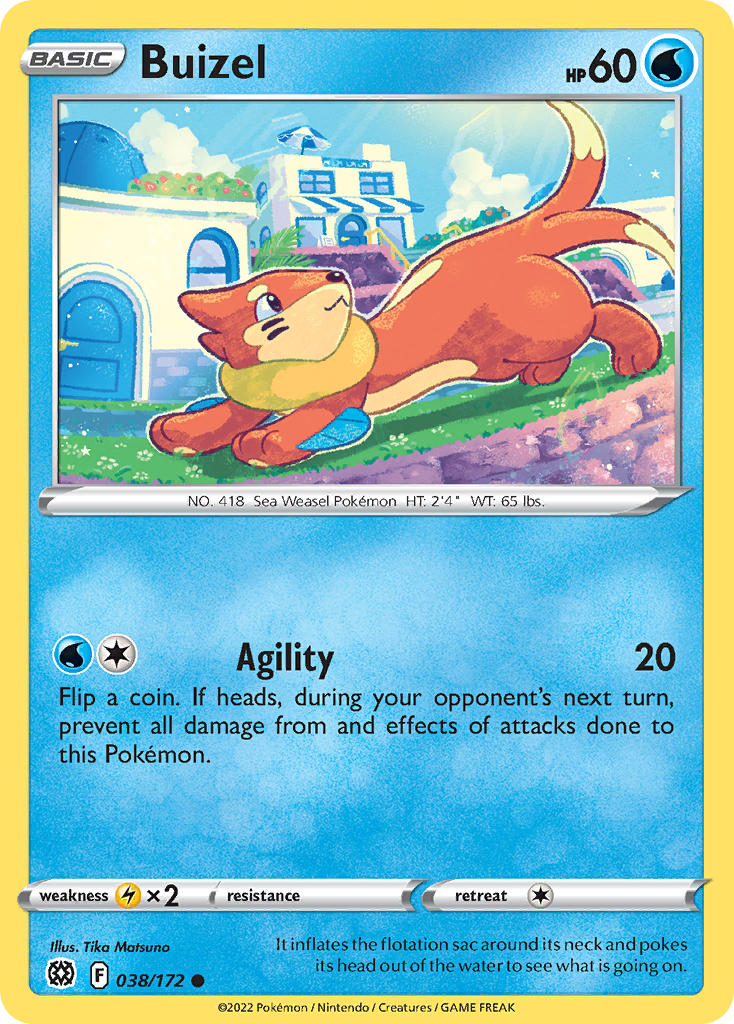 BASIC Buizel HP60
NO. 418 Sea Weasel Pokémon HT: 2'4" WT: 65 lbs.
Agility 20
Flip a coin. If heads, during your opponent's next turn,
prevent all damage from and effects of attacks done to
this Pokémon.
weakness ×2 resistance retreat
Illus. Tika Matsuno
It inflates the flotation sac around its neck and pokes
its head out of the water to see what is going on.
F 038/172
©2022 Pokémon / Nintendo / Creatures / GAME FREAK